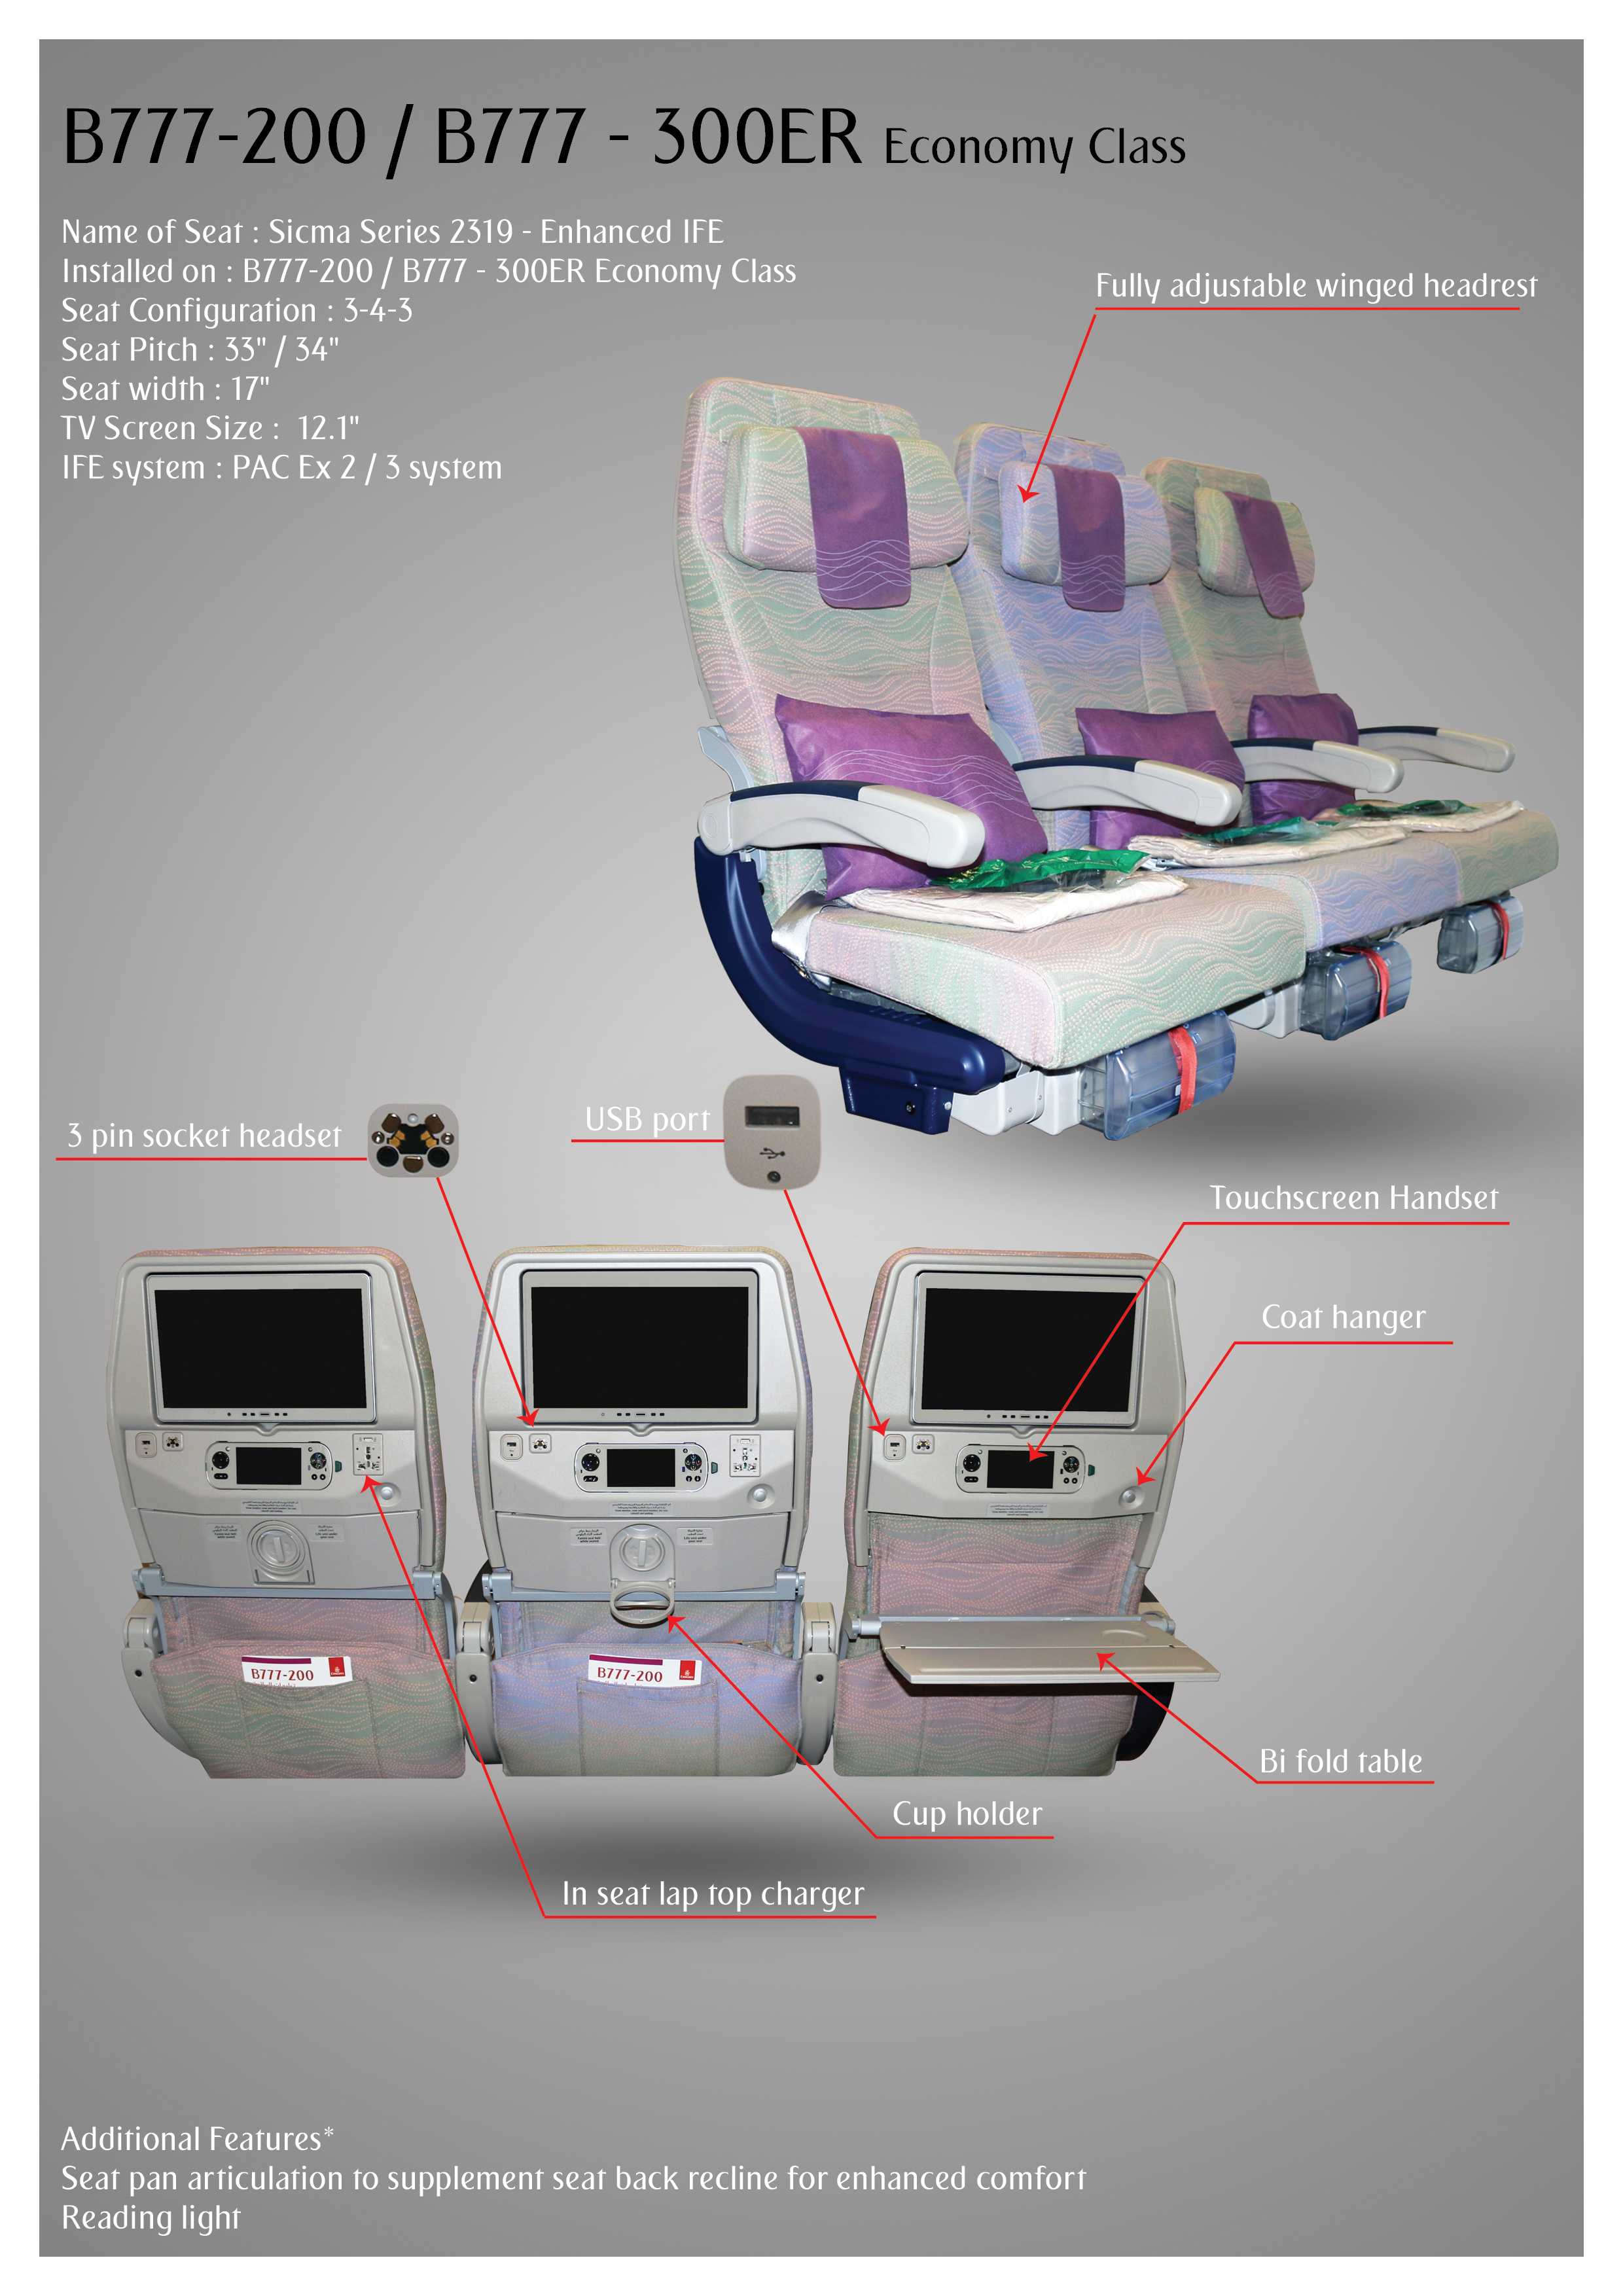 B777-200 / B777 - 300ER Economy Class
Name of Seat : Sicma Series 2319 - Enhanced IFE
Installed on : B777-200 / B777 - 300ER Economy Class
Seat Configuration : 3-4-3
Seat Pitch : 33" / 34"
Seat width : 17"
TV Screen Size : 12.1"
IFE system : PAC Ex 2 / 3 system
Fully adjustable winged headrest
3 pin socket headset
USB port
Touchscreen Handset
Coat hanger
B777-200
B777-200
Bi fold table
Cup holder
In seat lap top charger
Additional Features*
Seat pan articulation to supplement seat back recline for enhanced comfort
Reading light